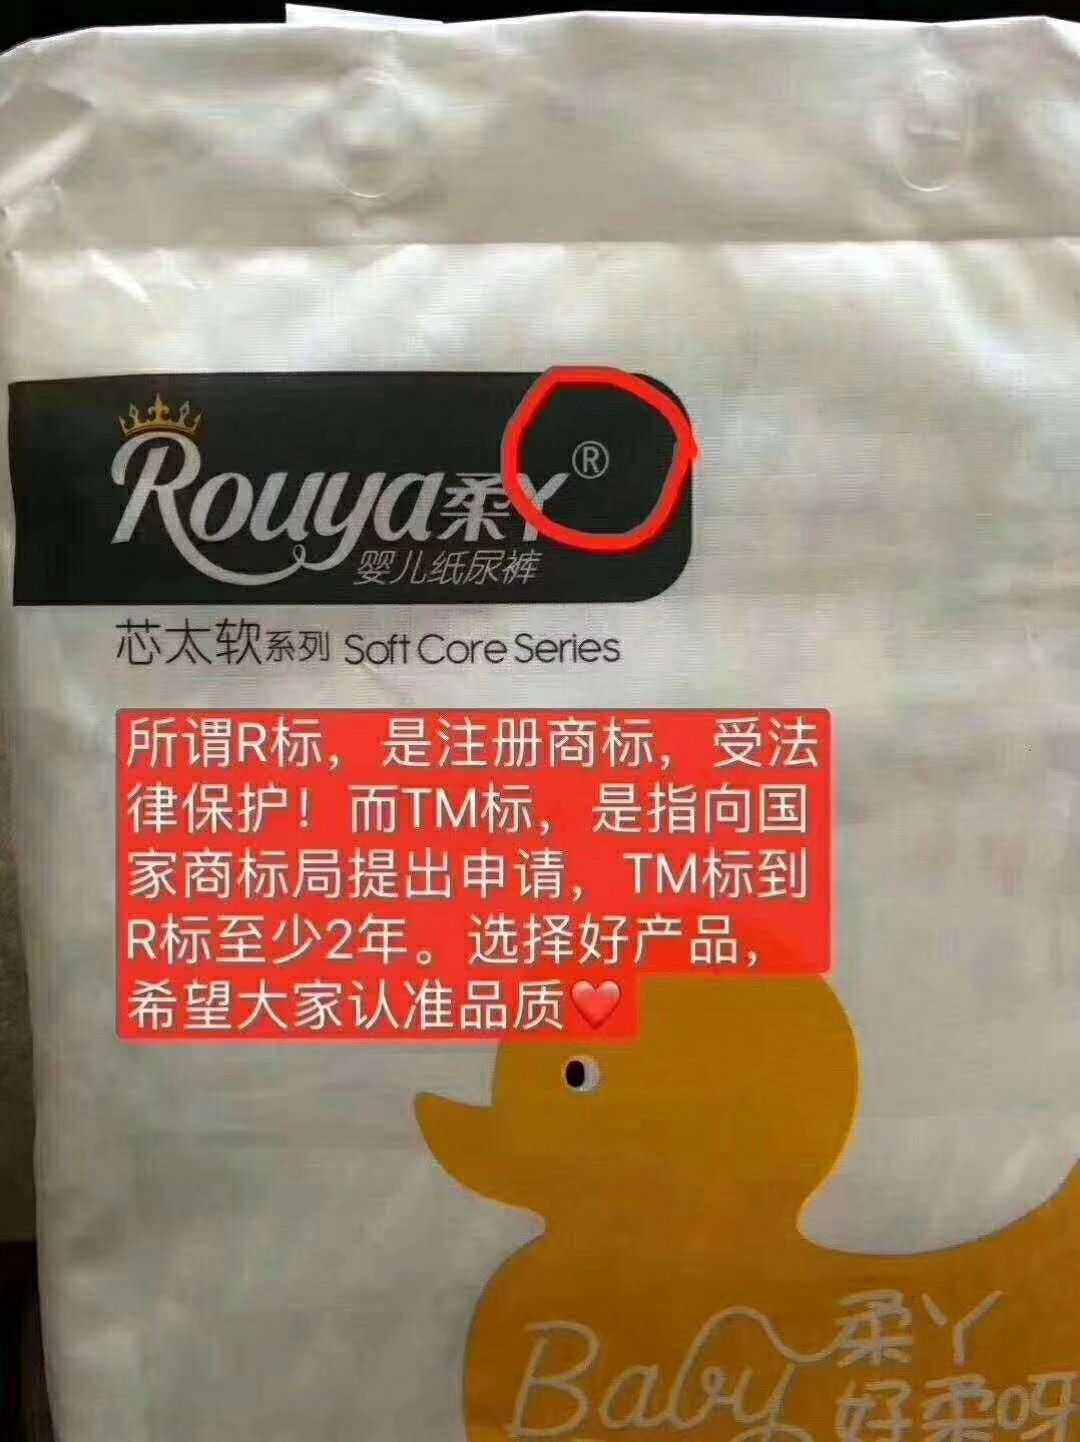 Rouya柔丫®
婴儿纸尿裤
芯太软系列 Soft Core Series
所谓R标，是注册商标，受法
律保护！而TM标，是指向国
家商标局提出申请，TM标到
R标至少2年。选择好产品，
希望大家认准品质❤️
柔丫
Baby
好柔呀